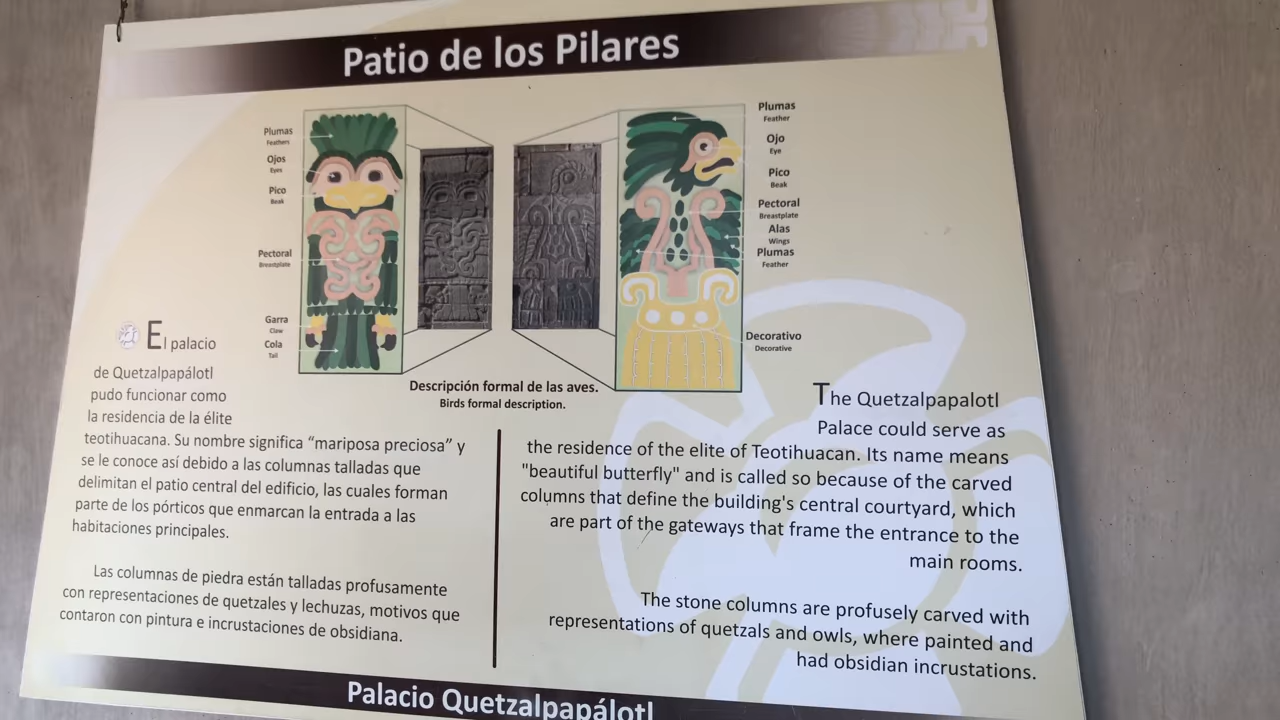 Patio de los Pilares
Plumas
Feathers
Ojos
Eyes
Pico
Beak
Pectoral
Breastplate
Garra
Claw
Cola
Tail
Plumas
Feather
Ojo
Eye
Pico
Beak
Pectoral
Breastplate
Alas
Wings
Plumas
Feather
Decorativo
Decorative
Descripción formal de las aves.
Birds formal description.
El palacio
de Quetzalpapálotl
pudo funcionar como
la residencia de la élite
teotihuacana. Su nombre significa “mariposa preciosa” y
se le conoce así debido a las columnas talladas que
delimitan el patio central del edificio, las cuales forman
parte de los pórticos que enmarcan la entrada a las
habitaciones principales.
Las columnas de piedra están talladas profusamente
con representaciones de quetzales y lechuzas, motivos que
contaron con pintura e incrustaciones de obsidiana.
The Quetzalpapalotl
Palace could serve as
the residence of the elite of Teotihuacan. Its name means
"beautiful butterfly" and is called so because of the carved
columns that define the building's central courtyard, which
are part of the gateways that frame the entrance to the
main rooms.
The stone columns are profusely carved with
representations of quetzals and owls, where painted and
had obsidian incrustations.
Palacio Quetzalpapálotl